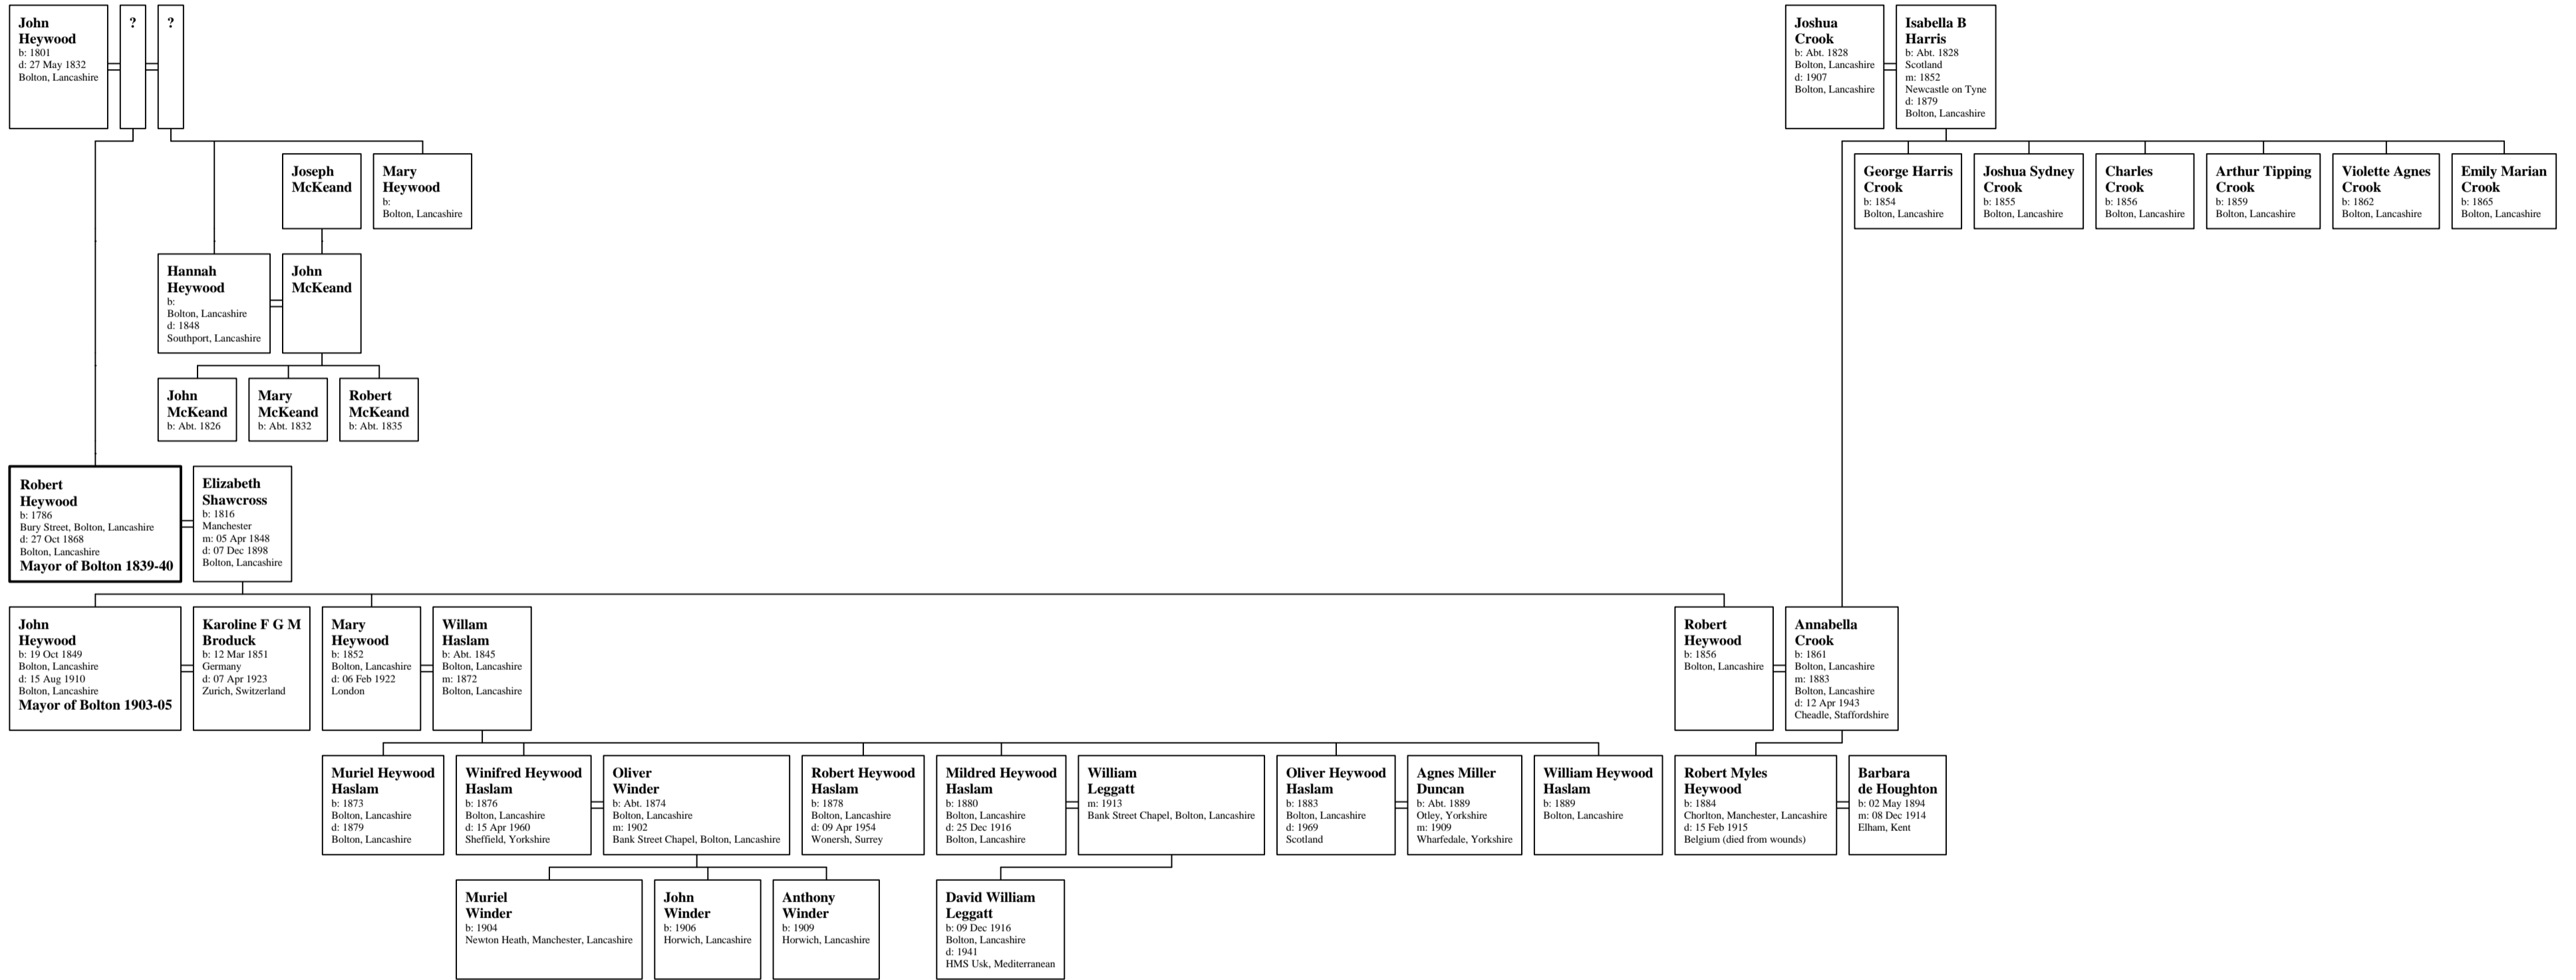 John
Heywood
b: 1801
d: 27 May 1832
Bolton, Lancashire
?
?
Joshua
Crook
b: Abt. 1828
Bolton, Lancashire
d: 1907
Bolton, Lancashire
Isabella B
Harris
b: Abt. 1828
Scotland
m: 1852
Newcastle on Tyne
d: 1879
Bolton, Lancashire
Joseph
McKeand
Mary
Heywood
b:
Bolton, Lancashire
George Harris
Crook
b: 1854
Bolton, Lancashire
Joshua Sydney
Crook
b: 1855
Bolton, Lancashire
Charles
Crook
b: 1856
Bolton, Lancashire
Arthur Tipping
Crook
b: 1859
Bolton, Lancashire
Violette Agnes
Crook
b: 1862
Bolton, Lancashire
Emily Marian
Crook
b: 1865
Bolton, Lancashire
Hannah
Heywood
b:
Bolton, Lancashire
d: 1848
Southport, Lancashire
John
McKeand
John
McKeand
b: Abt. 1826
Mary
McKeand
b: Abt. 1832
Robert
McKeand
b: Abt. 1835
Robert
Heywood
b: 1786
Bury Street, Bolton, Lancashire
d: 27 Oct 1868
Bolton, Lancashire
Mayor of Bolton 1839-40
Elizabeth
Shawcross
b: 1816
Manchester
m: 05 Apr 1848
d: 07 Dec 1898
Bolton, Lancashire
John
Heywood
b: 19 Oct 1849
Bolton, Lancashire
d: 15 Aug 1910
Bolton, Lancashire
Mayor of Bolton 1903-05
Karoline F G M
Broduck
b: 12 Mar 1851
Germany
d: 07 Apr 1923
Zurich, Switzerland
Mary
Heywood
b: 1852
Bolton, Lancashire
d: 06 Feb 1922
London
Willam
Haslam
b: Abt. 1845
Bolton, Lancashire
m: 1872
Bolton, Lancashire
Robert
Heywood
b: 1856
Bolton, Lancashire
Annabella
Crook
b: 1861
Bolton, Lancashire
m: 1883
Bolton, Lancashire
d: 12 Apr 1943
Cheadle, Staffordshire
Muriel Heywood
Haslam
b: 1873
Bolton, Lancashire
d: 1879
Bolton, Lancashire
Winifred Heywood
Haslam
b: 1876
Bolton, Lancashire
d: 15 Apr 1960
Sheffield, Yorkshire
Oliver
Winder
b: Abt. 1874
Bolton, Lancashire
m: 1902
Bank Street Chapel, Bolton, Lancashire
Robert Heywood
Haslam
b: 1878
Bolton, Lancashire
d: 09 Apr 1954
Wonersh, Surrey
Mildred Heywood
Haslam
b: 1880
Bolton, Lancashire
d: 25 Dec 1916
Bolton, Lancashire
William
Leggatt
m: 1913
Bank Street Chapel, Bolton, Lancashire
Oliver Heywood
Haslam
b: 1883
Bolton, Lancashire
d: 1969
Scotland
Agnes Miller
Duncan
b: Abt. 1889
Otley, Yorkshire
m: 1909
Wharfedale, Yorkshire
William Heywood
Haslam
b: 1889
Bolton, Lancashire
Robert Myles
Heywood
b: 1884
Chorlton, Manchester, Lancashire
d: 15 Feb 1915
Belgium (died from wounds)
Barbara
de Houghton
b: 02 May 1894
m: 08 Dec 1914
Elham, Kent
Muriel
Winder
b: 1904
Newton Heath, Manchester, Lancashire
John
Winder
b: 1906
Horwich, Lancashire
Anthony
Winder
b: 1909
Horwich, Lancashire
David William
Leggatt
b: 09 Dec 1916
Bolton, Lancashire
d: 1941
HMS Usk, Mediterranean